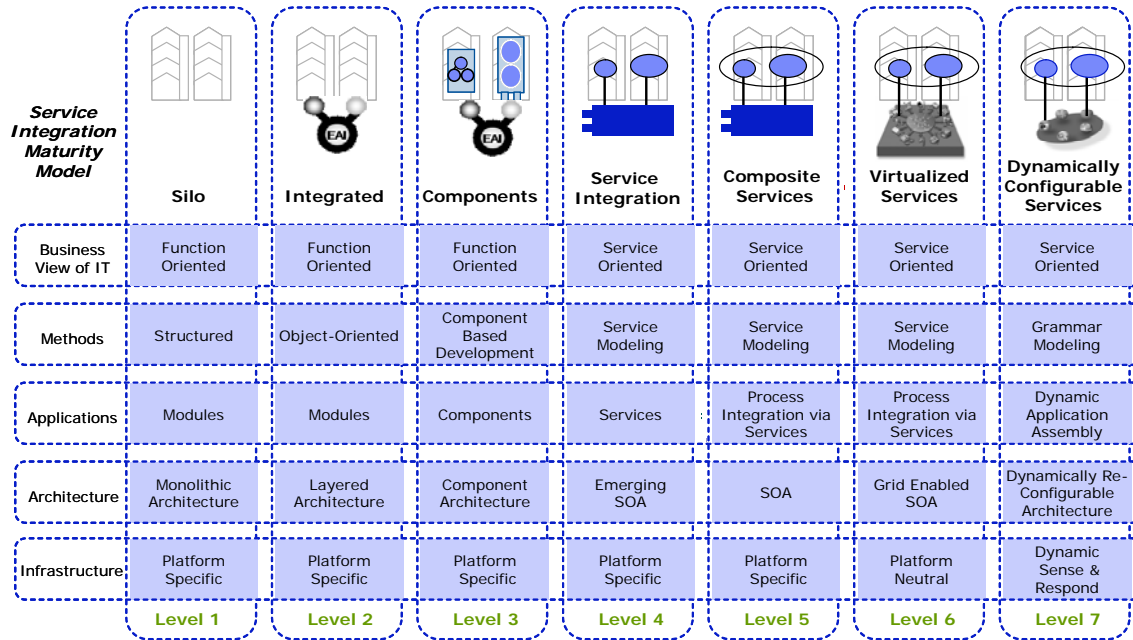 Service
Integration
Maturity
Model
EAI
EAI
Silo
Integrated
Components
Service
Integration
Composite
Services
Virtualized
Services
Dynamically
Configurable
Services
Business
View of IT
Function
Oriented
Function
Oriented
Function
Oriented
Service
Oriented
Service
Oriented
Service
Oriented
Service
Oriented
Methods
Structured
Object-Oriented
Component
Based
Development
Service
Modeling
Service
Modeling
Service
Modeling
Grammar
Modeling
Applications
Modules
Modules
Components
Services
Process
Integration via
Services
Process
Integration via
Services
Dynamic
Application
Assembly
Architecture
Monolithic
Architecture
Layered
Architecture
Component
Architecture
Emerging
SOA
SOA
Grid Enabled
SOA
Dynamically Re-
Configurable
Architecture
Infrastructure
Platform
Specific
Platform
Specific
Platform
Specific
Platform
Specific
Platform
Specific
Platform
Neutral
Dynamic
Sense &
Respond
Level 1
Level 2
Level 3
Level 4
Level 5
Level 6
Level 7